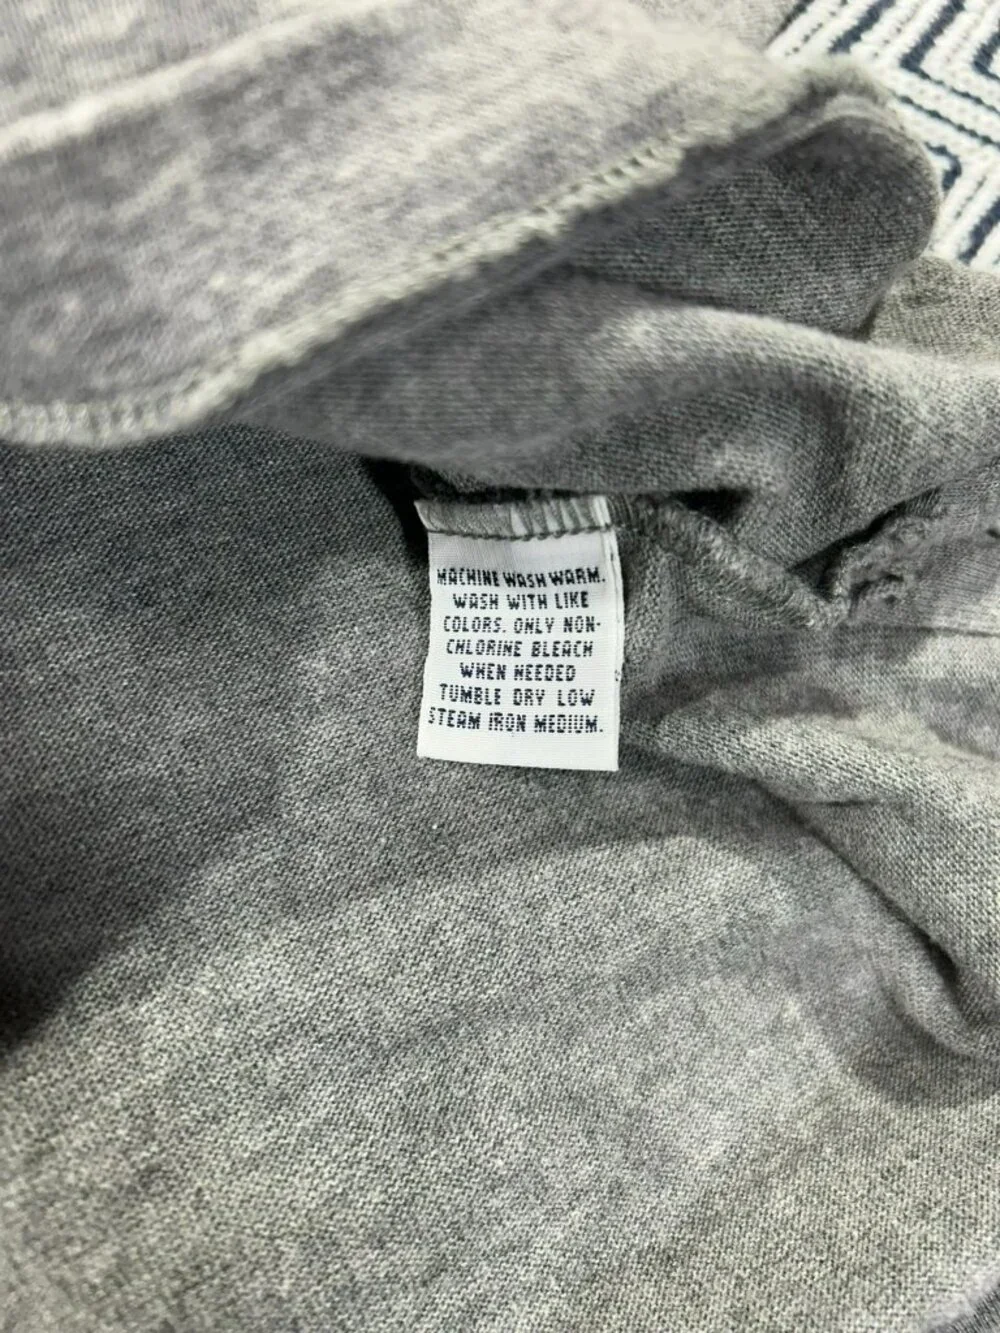 MACHINE WASH WARM.
WASH WITH LIKE
COLORS. ONLY NON-
CHLORINE BLEACH
WHEN NEEDED
TUMBLE DRY LOW
STEAM IRON MEDIUM.